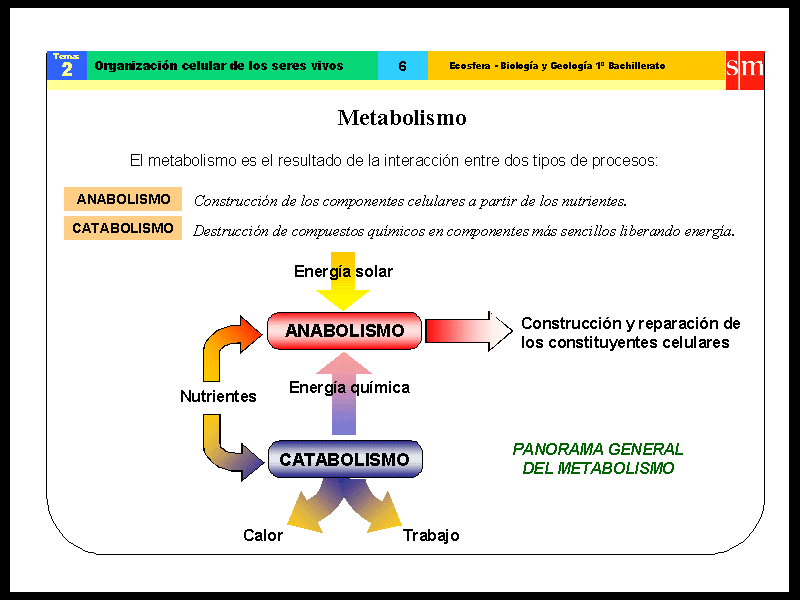 Tema:
2
Organización celular de los seres vivos
6
Ecosfera - Biología y Geología 1º Bachillerato
sm
Metabolismo
El metabolismo es el resultado de la interacción entre dos tipos de procesos:
ANABOLISMO Construcción de los componentes celulares a partir de los nutrientes.
CATABOLISMO Destrucción de compuestos químicos en componentes más sencillos liberando energía.
Energía solar
ANABOLISMO
Construcción y reparación de
los constituyentes celulares
Nutrientes
Energía química
CATABOLISMO
PANORAMA GENERAL
DEL METABOLISMO
Calor
Trabajo